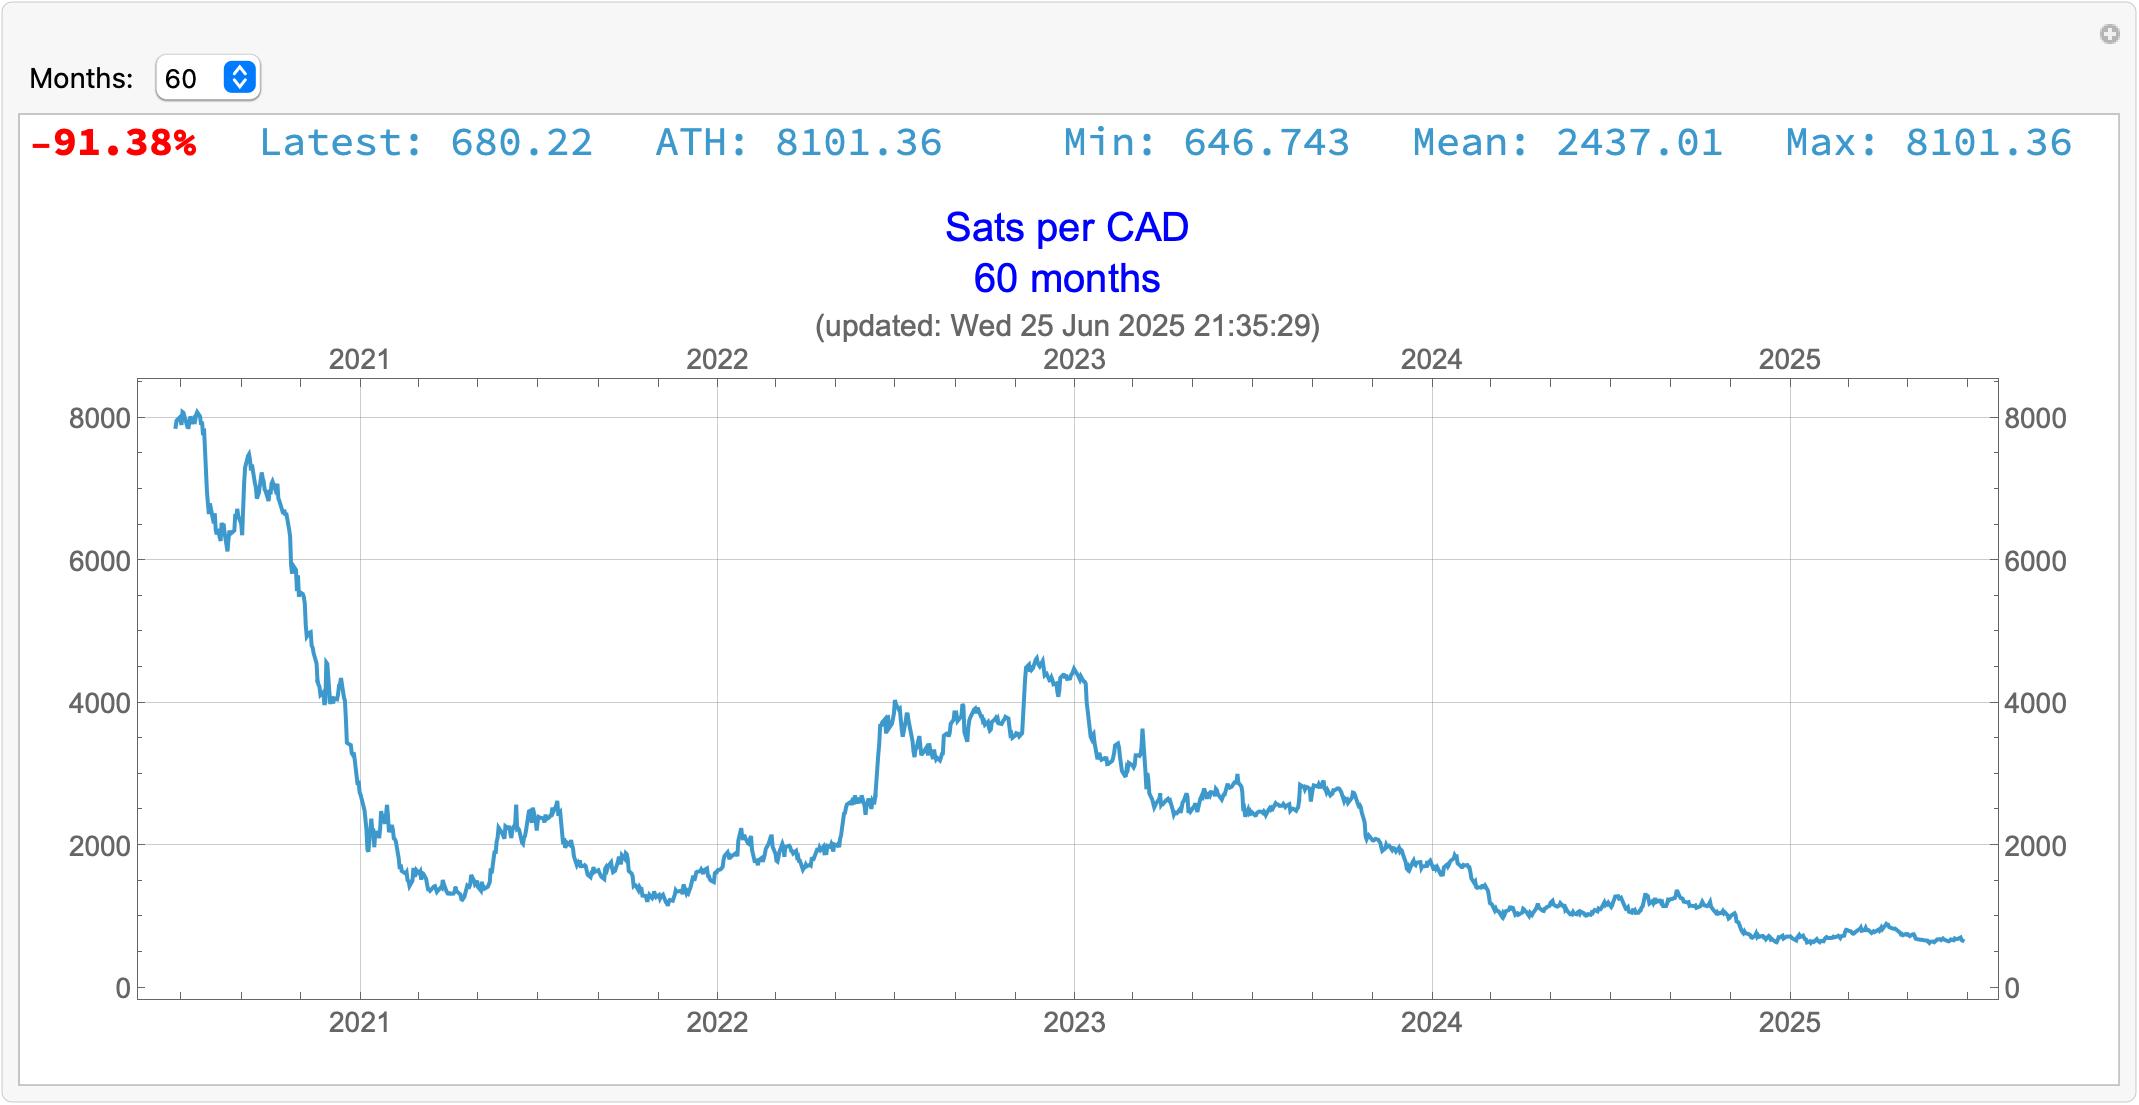 Months: 60
-91.38% Latest: 680.22 ATH: 8101.36 Min: 646.743 Mean: 2437.01 Max: 8101.36
Sats per CAD
60 months
(updated: Wed 25 Jun 2025 21:35:29)
2021 2022 2023 2024 2025
8000 8000
6000 6000
4000 4000
2000 2000
0 0
2021 2022 2023 2024 2025